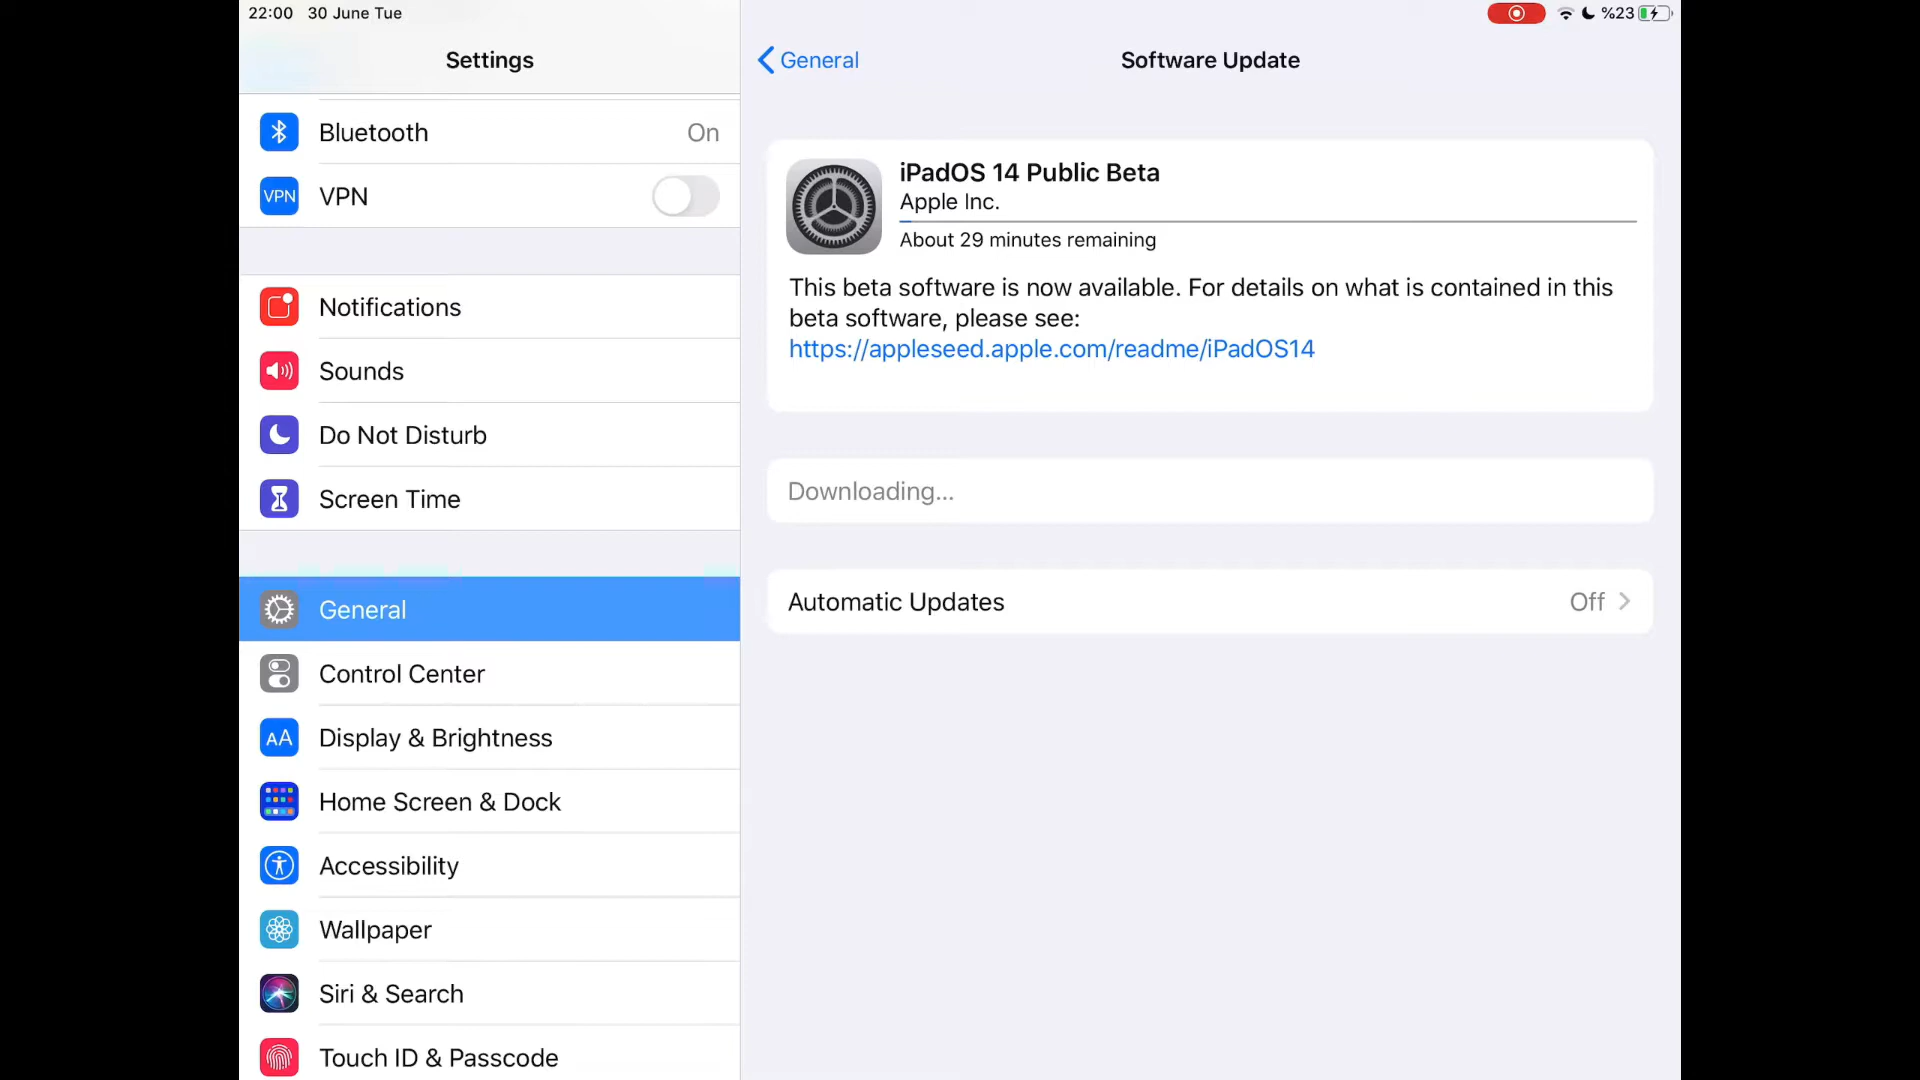 22:00 30 June Tue
%23
Settings
Bluetooth On
VPN VPN
Notifications
Sounds
Do Not Disturb
Screen Time
General
Control Center
AA Display & Brightness
Home Screen & Dock
Accessibility
Wallpaper
Siri & Search
Touch ID & Passcode
General
Software Update
iPadOS 14 Public Beta
Apple Inc.
About 29 minutes remaining
This beta software is now available. For details on what is contained in this
beta software, please see:
https://appleseed.apple.com/readme/iPadOS14
Downloading...
Automatic Updates Off